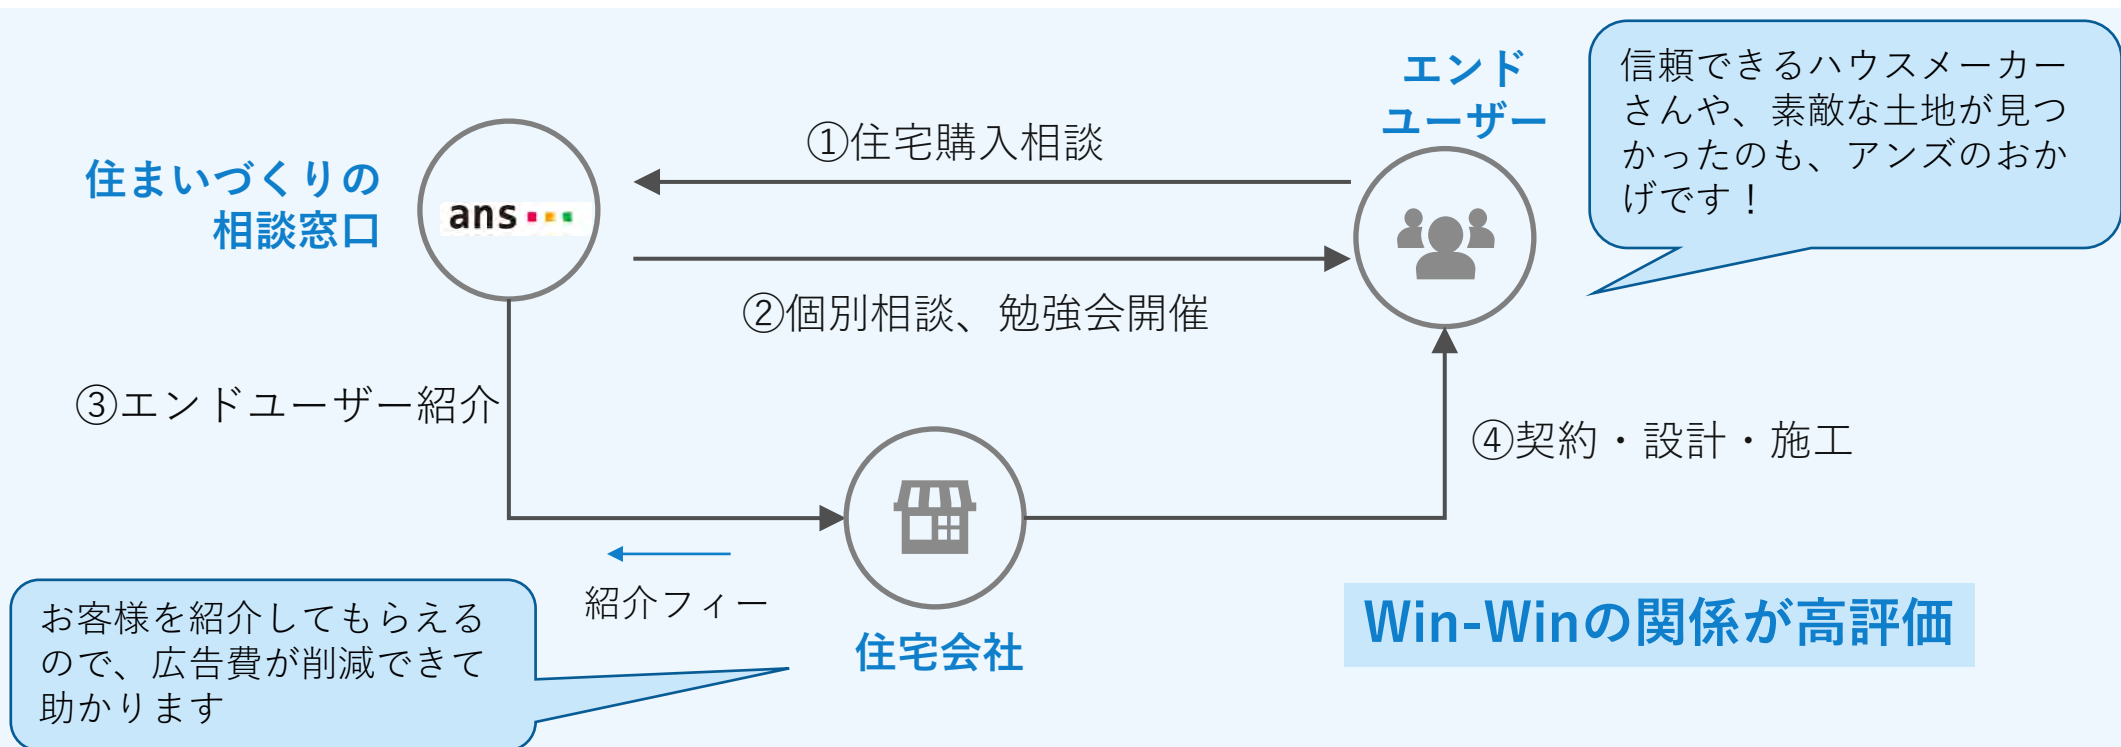 エンド
ユーザー
信頼できるハウスメーカー
さんや、素敵な土地が見つ
かったのも、アンズのおか
げです！
①住宅購入相談
住まいづくりの
相談窓口
ans
②個別相談、勉強会開催
③エンドユーザー紹介
④契約・設計・施工
紹介フィー
住宅会社
お客様を紹介してもらえる
ので、広告費が削減できて
助かります
Win-Winの関係が高評価